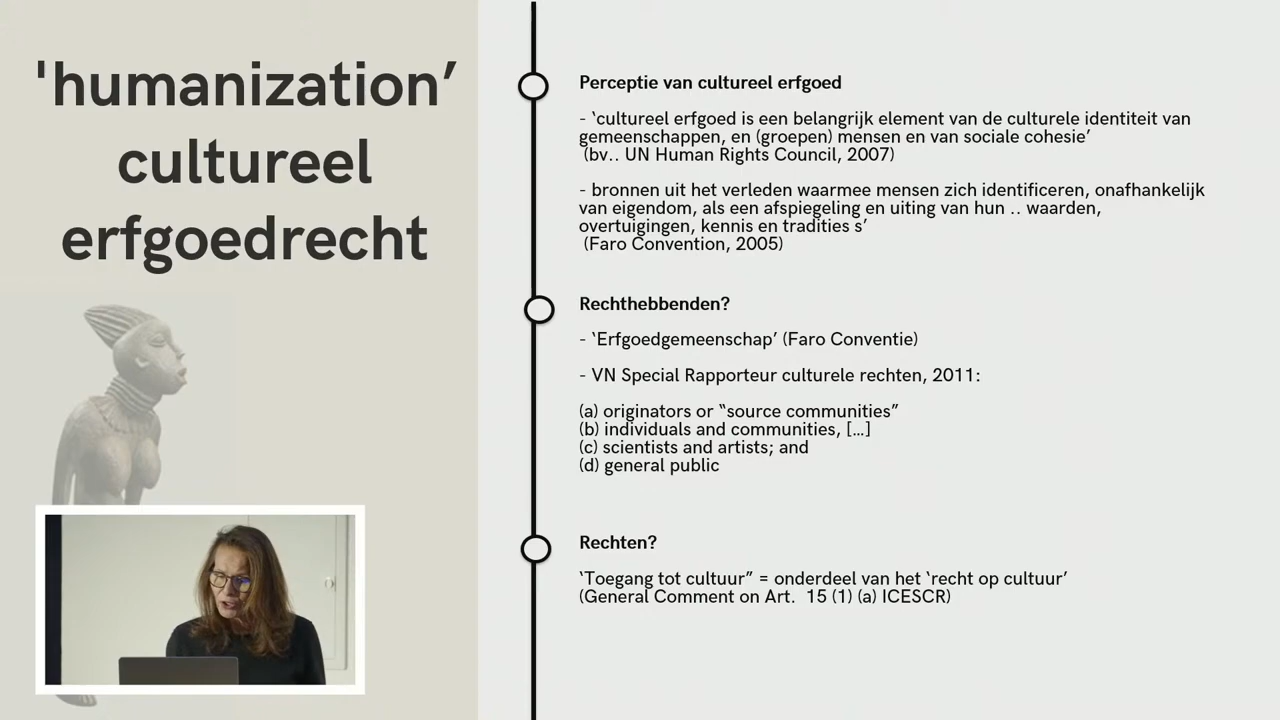 'humanization’
cultureel
erfgoedrecht
Perceptie van cultureel erfgoed
- ‘cultureel erfgoed is een belangrijk element van de culturele identiteit van
gemeenschappen, en (groepen) mensen en van sociale cohesie’
(bv.. UN Human Rights Council, 2007)
- bronnen uit het verleden waarmee mensen zich identificeren, onafhankelijk
van eigendom, als een afspiegeling en uiting van hun .. waarden,
overtuigingen, kennis en tradities s’
(Faro Convention, 2005)
Rechthebbenden?
- ‘Erfgoedgemeenschap’ (Faro Conventie)
- VN Special Rapporteur culturele rechten, 2011:
(a) originators or “source communities”
(b) individuals and communities, […]
(c) scientists and artists; and
(d) general public
Rechten?
‘Toegang tot cultuur” = onderdeel van het ‘recht op cultuur’
(General Comment on Art. 15 (1) (a) ICESCR)